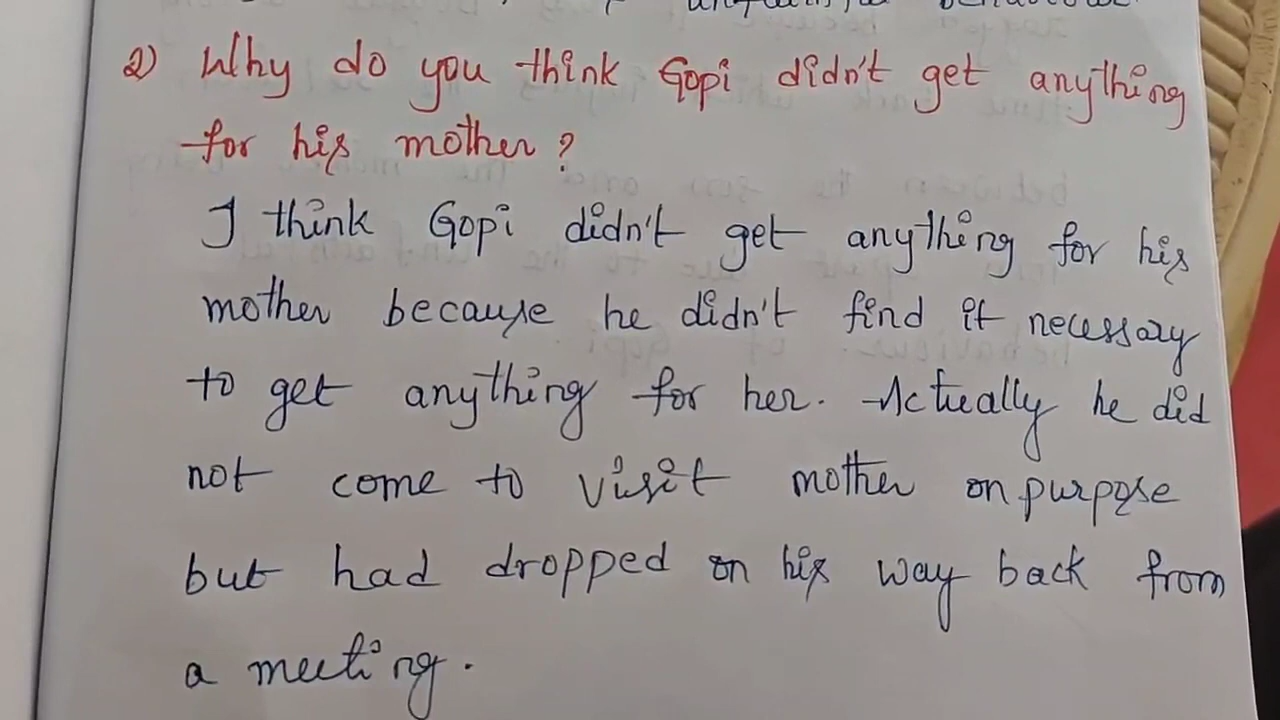 2) Why do you think Gopi didn't get anything
for his mother?
I think Gopi didn't get anything for his
mother because he didn't find it necessary
to get anything for her. Actually he did
not come to visit mother on purpose
but had dropped on his way back from
a meeting.